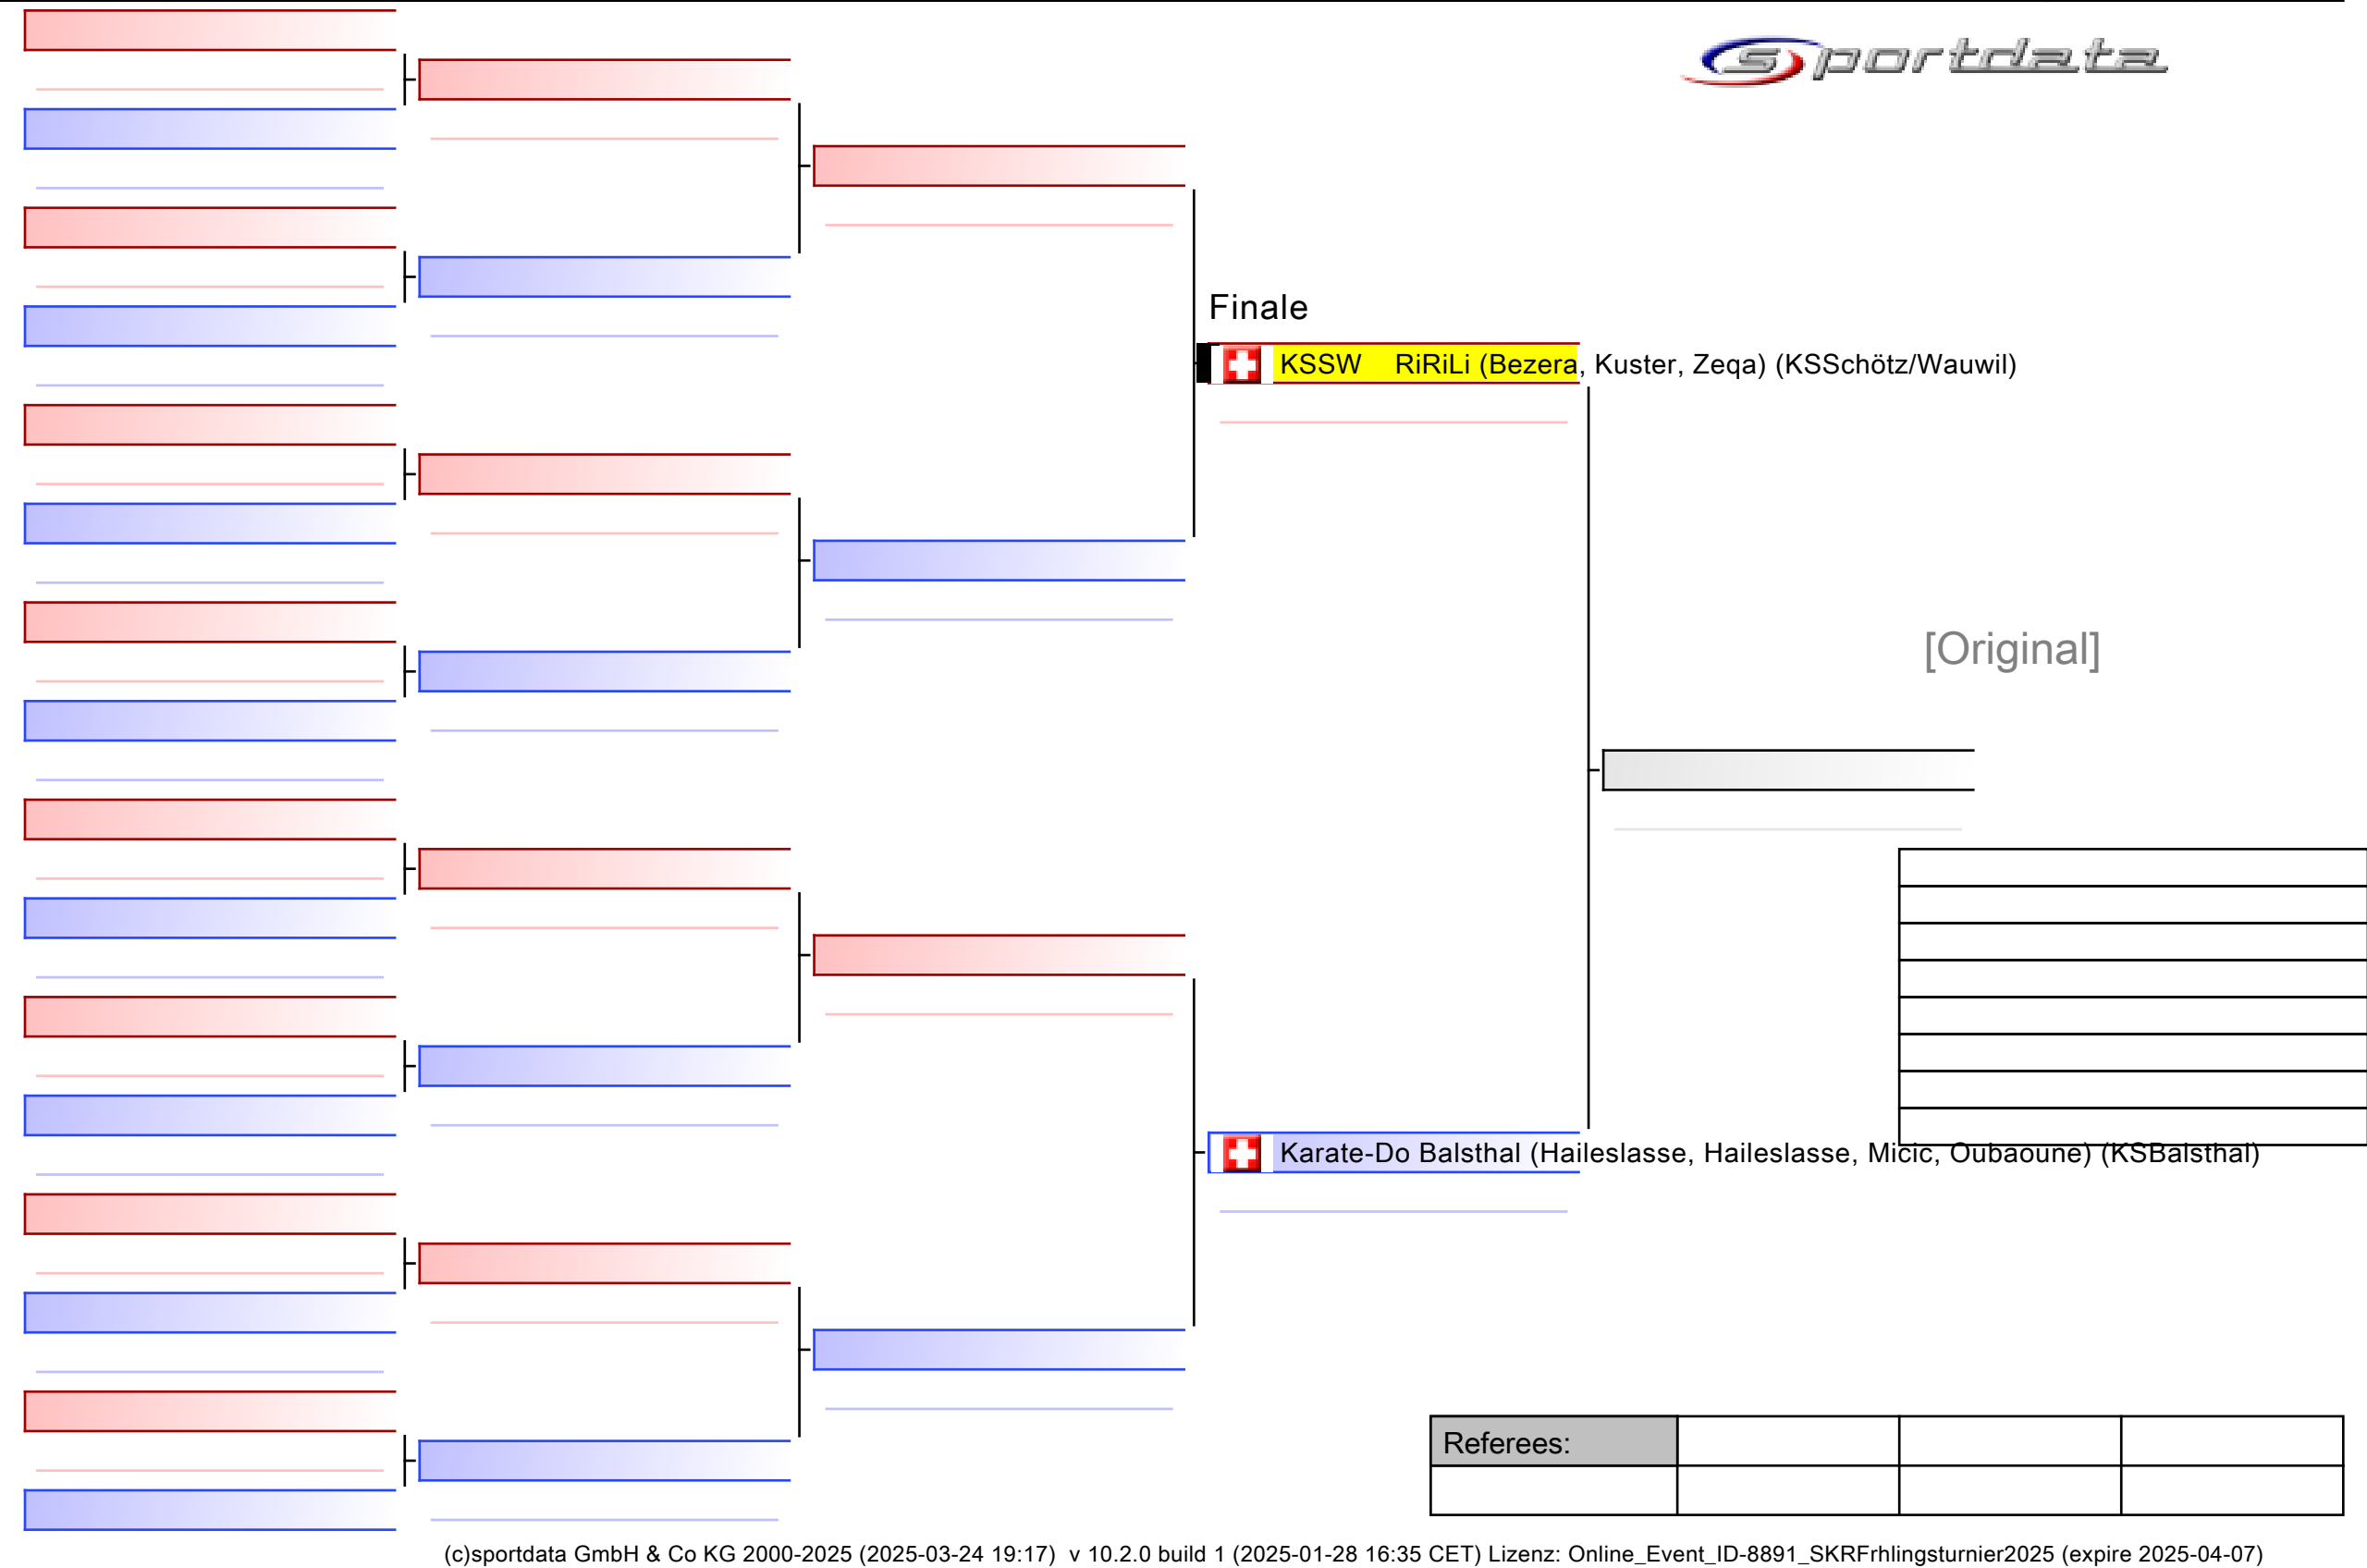 sportdata
Finale
KSSW RiRiLi (Bezera, Kuster, Zeqa) (KSSchötz/Wauwil)
[Original]
Karate-Do Balsthal (Haileslasse, Haileslasse, Micic, Oubaoune) (KSBalsthal)
Referees:
(c)sportdata GmbH & Co KG 2000-2025 (2025-03-24 19:17) v 10.2.0 build 1 (2025-01-28 16:35 CET) Lizenz: Online_Event_ID-8891_SKRFrhlingsturnier2025 (expire 2025-04-07)